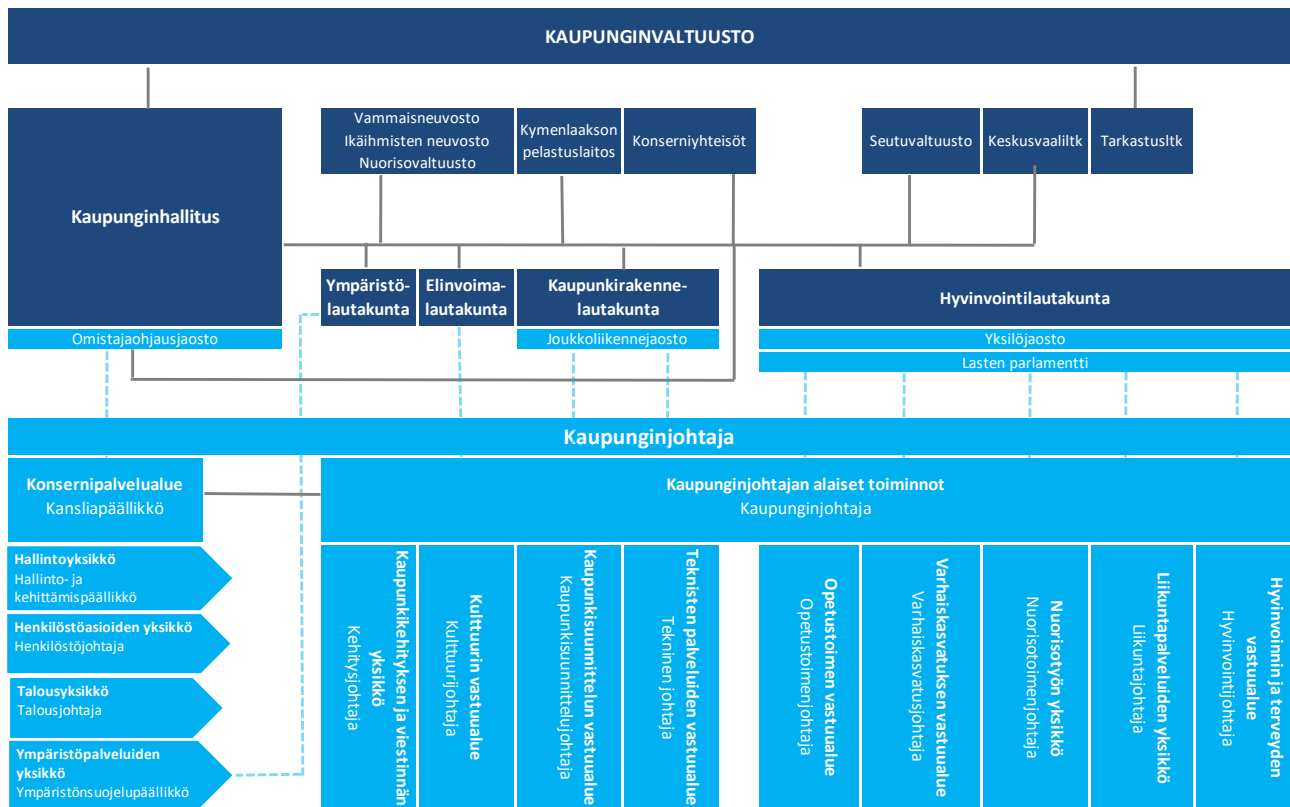 KAUPUNGINVALTUUSTO
Kaupunginhallitus
Omistajaohjausjaosto
Vammaisneuvosto
Ikäihmisten neuvosto
Nuorisovaltuusto
Kymenlaakson
pelastuslaitos
Konserniyhteisöt
Seutuvaltuusto
Keskusvaaliltk
Tarkastusltk
Ympäristö-
lautakunta
Elinvoima-
lautakunta
Kaupunkirakenne-
lautakunta
Joukkoliikennejaosto
Hyvinvointilautakunta
Yksilöjaosto
Lasten parlamentti
Kaupunginjohtaja
Konsernipalvelualue
Kansliapäällikkö
Kaupunginjohtajan alaiset toiminnot
Kaupunginjohtaja
Hallintoyksikkö
Hallinto- ja
kehittämispäällikkö
Henkilöstöasioiden yksikkö
Henkilöstöjohtaja
Talousyksikkö
Talousjohtaja
Ympäristöpalveluiden
yksikkö
Ympäristönsuojelupäällikkö
Kaupunkikehityksen ja viestinnän
yksikkö
Kehitysjohtaja
Kulttuurin vastuualue
Kulttuurijohtaja
Kaupunkisuunnittelun vastuualue
Kaupunkisuunnittelujohtaja
Teknisten palveluiden vastuualue
Tekninen johtaja
Opetustoimen vastuualue
Opetustoimenjohtaja
Varhaiskasvatuksen vastuualue
Varhaiskasvatusjohtaja
Nuorisotyön yksikkö
Nuorisotoimenjohtaja
Liikuntapalveluiden yksikkö
Liikuntajohtaja
Hyvinvoinnin ja terveyden
vastuualue
Hyvinvointijohtaja